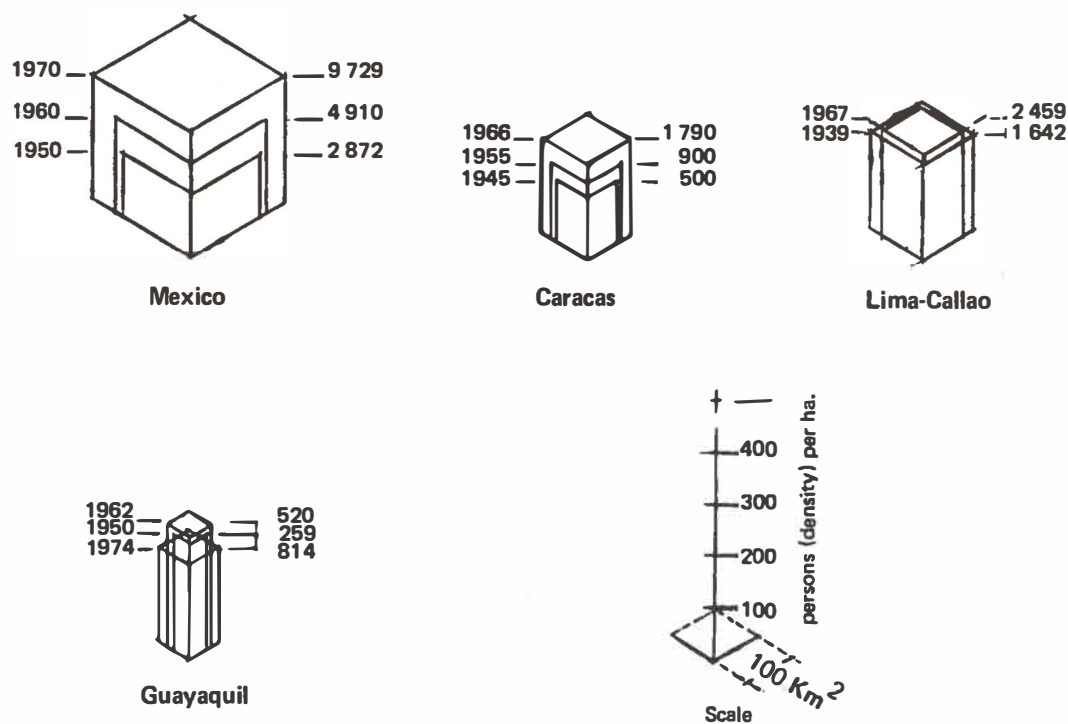 1970 9 729
1960 4 910
1950 2 872
Mexico
1966 1 790
1955 900
1945 500
Caracas
1967 2 459
1939 1 642
Lima-Callao
1962 520
1950 259
1974 814
Guayaquil
400
300
200
100
persons (density) per ha.
100 Km²
Scale